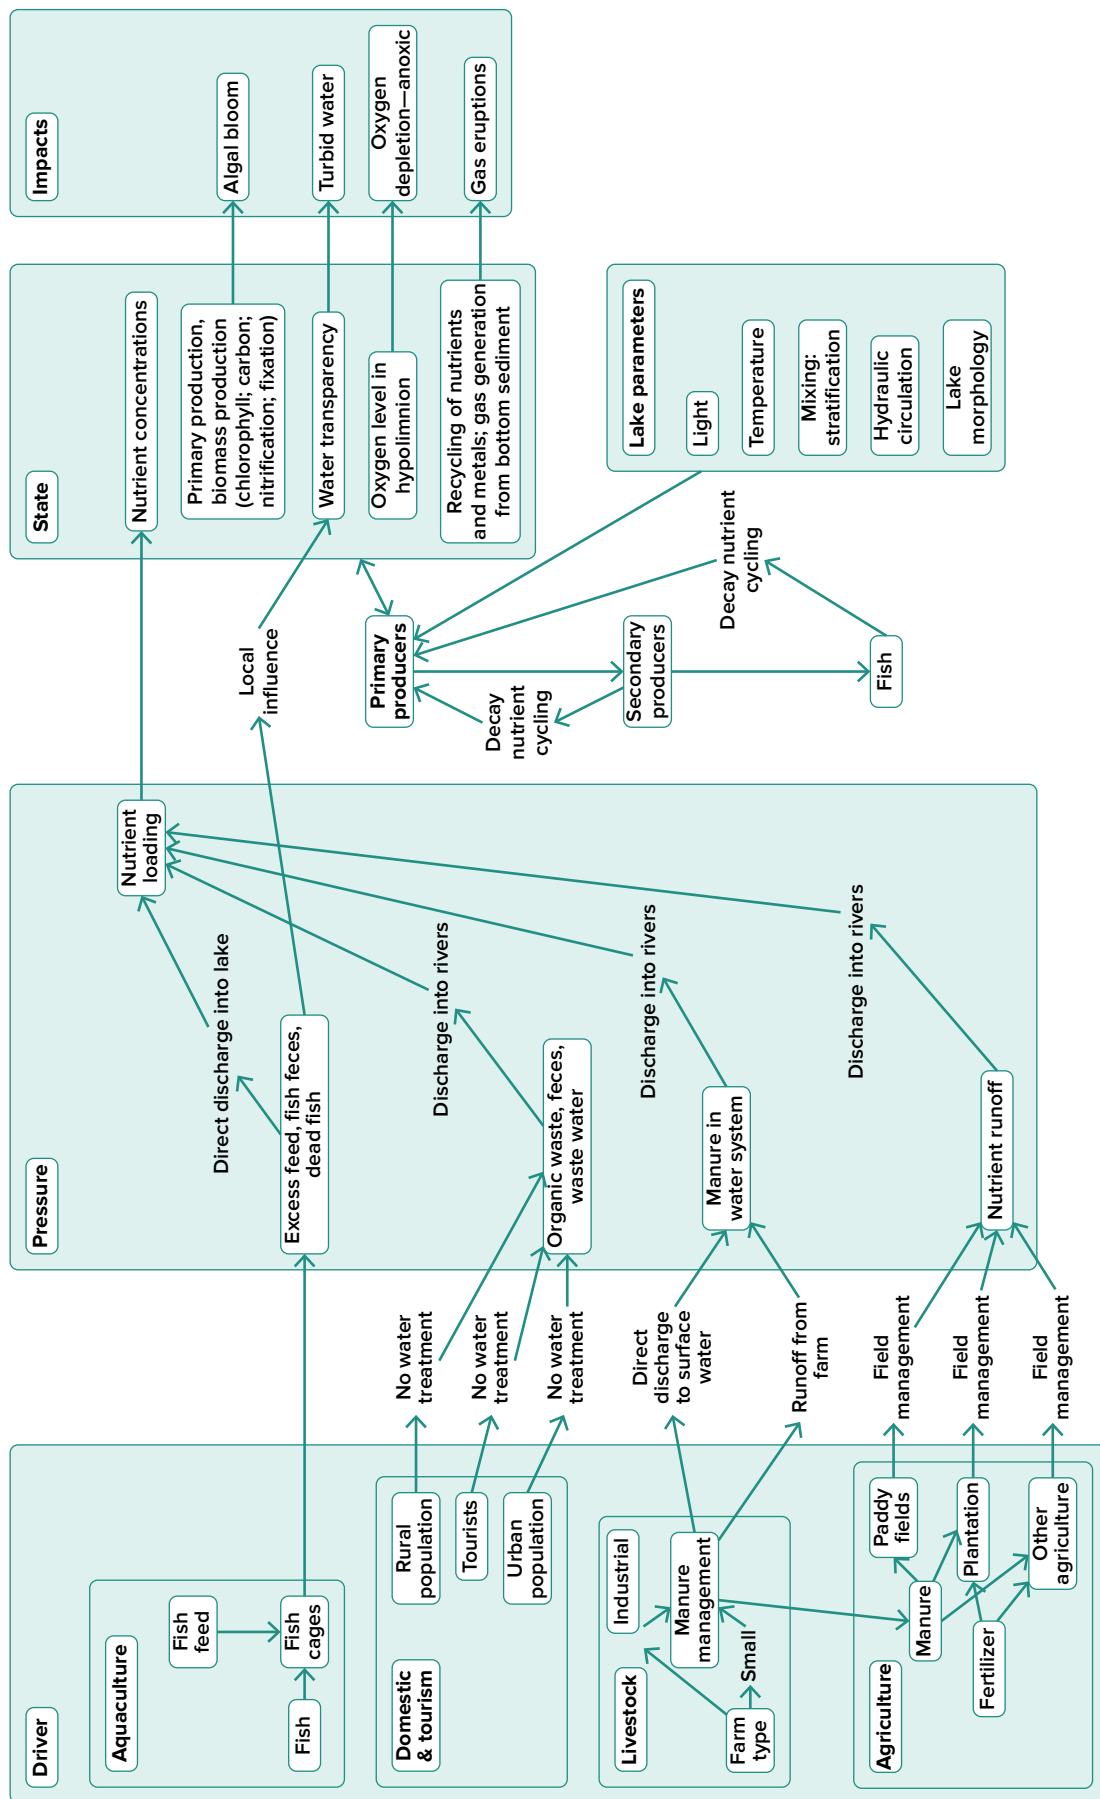 Driver
Aquaculture
Fish
feed
Fish
Fish
cages
Domestic
& tourism
Rural
population
Tourists
Urban
population
Livestock
Industrial
Manure
management
Farm
type
Small
Agriculture
Manure
Fertilizer
Paddy
fields
Plantation
Other
agriculture
No water
treatment
No water
treatment
No water
treatment
Direct
discharge
to surface
water
Runoff from
farm
Field
management
Field
management
Field
management
Pressure
Direct discharge into lake
Nutrient
loading
Excess feed, fish feces,
dead fish
Discharge into rivers
Organic waste, feces,
waste water
Discharge into rivers
Manure in
water system
Discharge into rivers
Nutrient runoff
Local
influence
Primary
producers
Decay
nutrient
cycling
Secondary
producers
Decay nutrient
cycling
Fish
State
Nutrient concentrations
Primary production,
biomass production
(chlorophyll; carbon;
nitrification; fixation)
Water transparency
Oxygen level in
hypolimnion
Recycling of nutrients
and metals; gas generation
from bottom sediment
Lake parameters
Light
Temperature
Mixing:
stratification
Hydraulic
circulation
Lake
morphology
Impacts
Algal bloom
Turbid water
Oxygen
depletion—anoxic
Gas eruptions